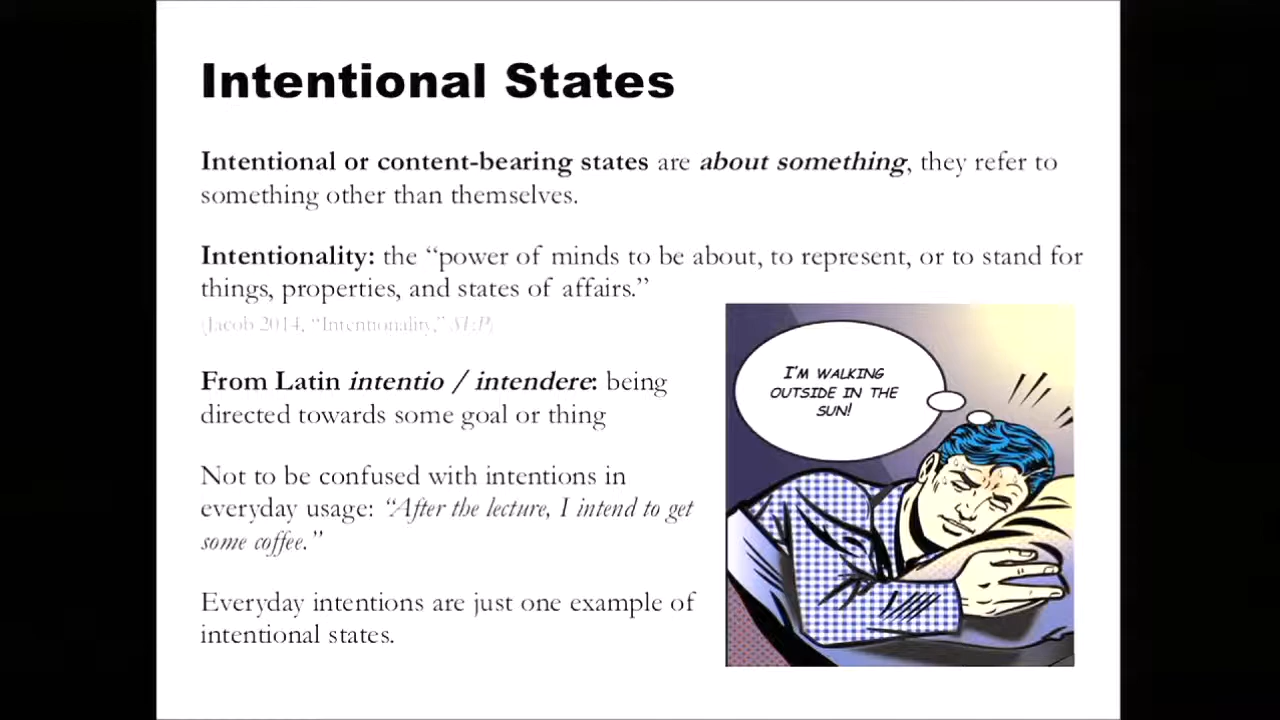 Intentional States
Intentional or content-bearing states are about something, they refer to
something other than themselves.
Intentionality: the “power of minds to be about, to represent, or to stand for
things, properties, and states of affairs.”
(Jacob 2014, “Intentionality,” SEP)
From Latin intentio / intendere: being
directed towards some goal or thing
Not to be confused with intentions in
everyday usage: “After the lecture, I intend to get
some coffee.”
Everyday intentions are just one example of
intentional states.
I'M WALKING
OUTSIDE IN THE
SUN!